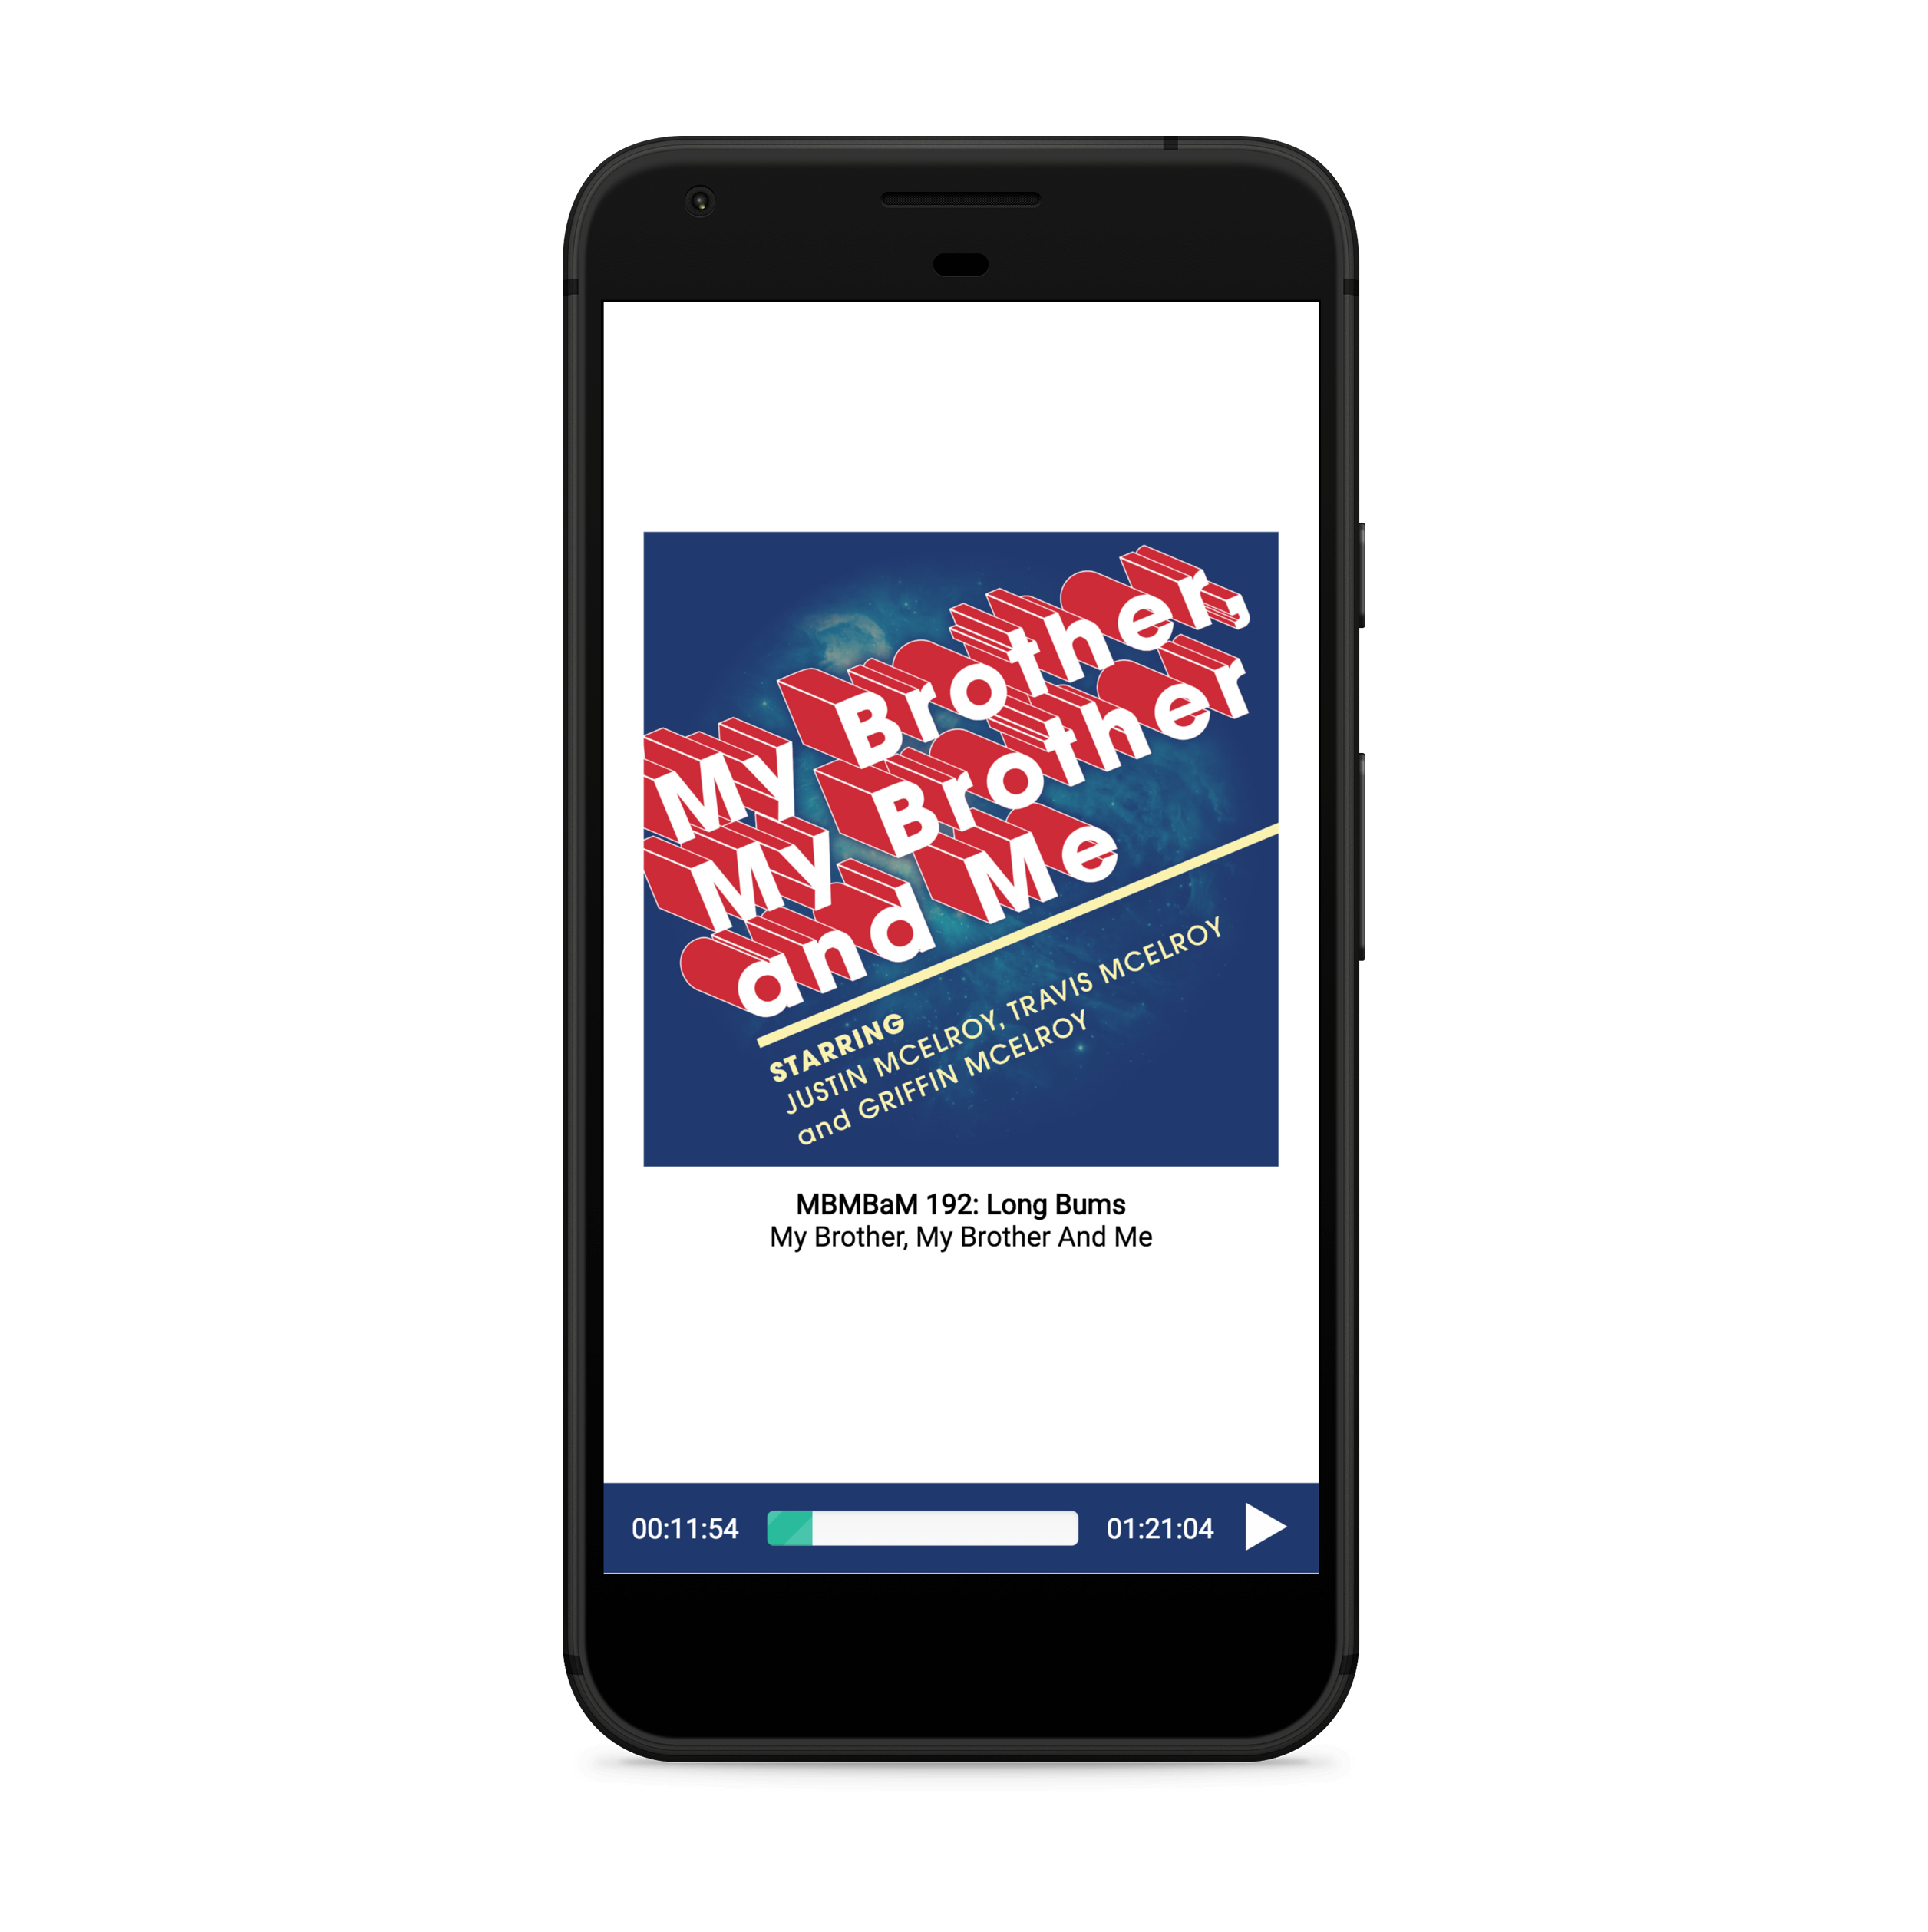 My Brother,
My Brother
and Me
STARRING
JUSTIN MCELROY, TRAVIS MCELROY
and GRIFFIN MCELROY
MBMBaM 192: Long Bums
My Brother, My Brother And Me
00:11:54 01:21:04